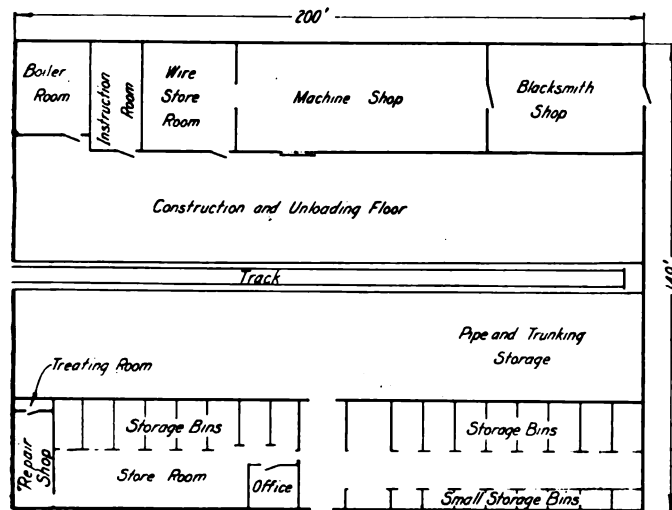 200'
Boiler
Room
Instruction
Room
Wire
Store
Room
Machine Shop
Blacksmith
Shop
Construction and Unloading Floor
140'
Track
Pipe and Trunking
Storage
Treating Room
Repair
Shop
Storage Bins
Storage Bins
Store Room
Office
Small Storage Bins